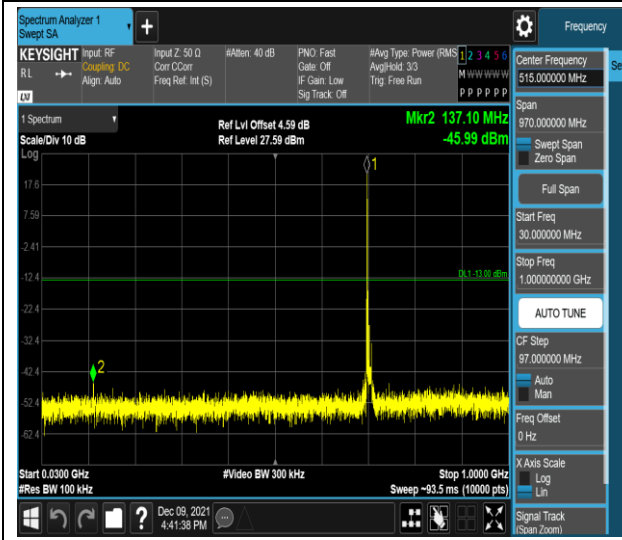 Spectrum Analyzer 1
Swept SA
Frequency
KEYSIGHT
RL
LXI
Input: RF
Coupling: DC
Align: Auto
Input Z: 50 Ω
Corr CCorr
Freq Ref: Int (S)
#Atten: 40 dB
PNO: Fast
Gate: Off
IF Gain: Low
Sig Track: Off
#Avg Type: Power (RMS
Avg|Hold: 3/3
Trig: Free Run
1 2 3 4 5 6
M W W W W W
P P P P P P
1 Spectrum
Scale/Div 10 dB
Log
Ref Lvl Offset 4.59 dB
Ref Level 27.59 dBm
Mkr2 137.10 MHz
-45.99 dBm
1
17.6
7.59
-2.41
-12.4
DL1 -13.00 dBm
-22.4
-32.4
-42.4
2
-52.4
-62.4
Start 0.0300 GHz
#Res BW 100 kHz
#Video BW 300 kHz
Stop 1.0000 GHz
Sweep ~93.5 ms (10000 pts)
Dec 09, 2021
4:41:38 PM
Center Frequency
515.000000 MHz
Se
Span
970.000000 MHz
Swept Span
Zero Span
Full Span
Start Freq
30.000000 MHz
Stop Freq
1.000000000 GHz
AUTO TUNE
CF Step
97.000000 MHz
Auto
Man
Freq Offset
0 Hz
X Axis Scale
Log
Lin
Signal Track
(Span Zoom)